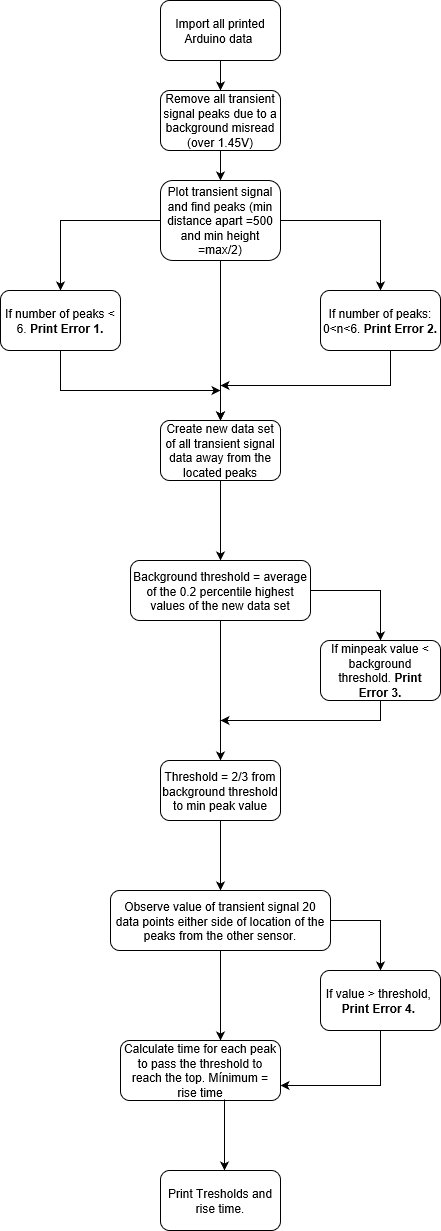 Import all printed
Arduino data
Remove all transient
signal peaks due to a
background misread
(over 1.45V)
Plot transient signal
and find peaks (min
distance apart =500
and min height
=max/2)
If number of peaks <
6. Print Error 1.
If number of peaks:
0<n<6. Print Error 2.
Create new data set
of all transient signal
data away from the
located peaks
Background threshold = average
of the 0.2 percentile highest
values of the new data set
If minpeak value <
background
threshold. Print
Error 3.
Threshold = 2/3 from
background threshold
to min peak value
Observe value of transient signal 20
data points either side of location of the
peaks from the other sensor.
If value > threshold,
Print Error 4.
Calculate time for each peak
to pass the threshold to
reach the top. Mínimum =
rise time
Print Tresholds and
rise time.